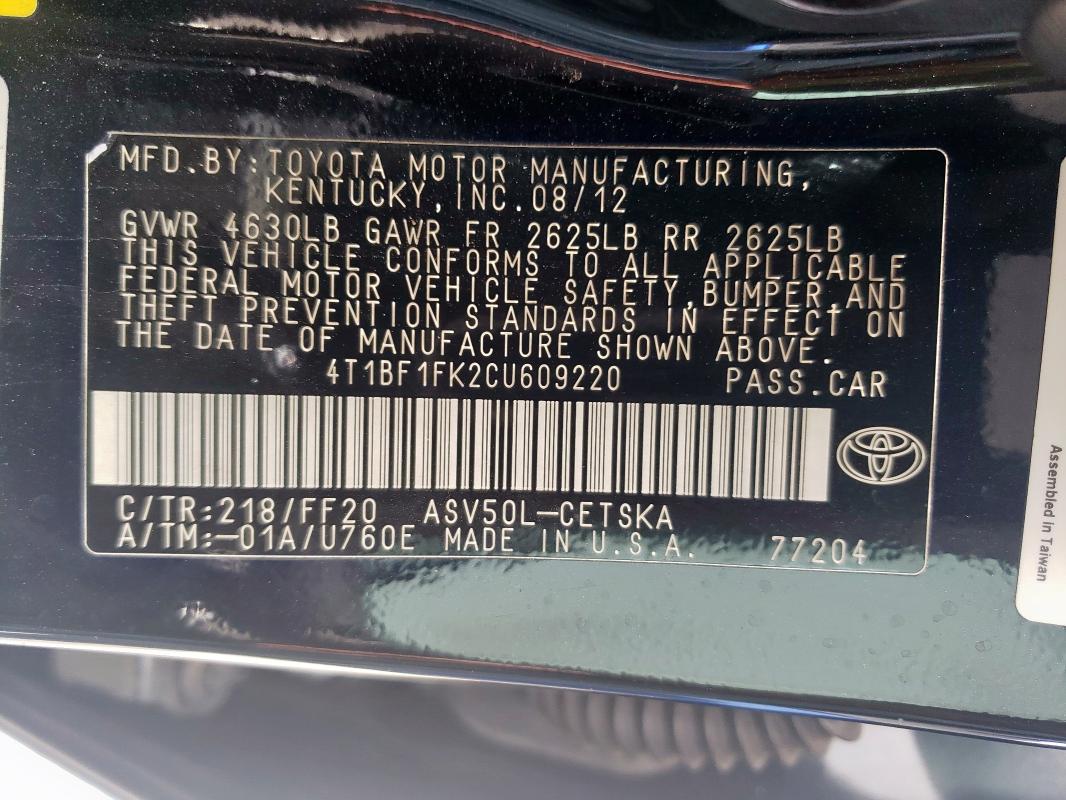 MFD.BY:TOYOTA MOTOR MANUFACTURING,
KENTUCKY,INC.08/12
GVWR 4630LB GAWR FR 2625LB RR 2625LB
THIS VEHICLE CONFORMS TO ALL APPLICABLE
FEDERAL MOTOR VEHICLE SAFETY,BUMPER,AND
THEFT PREVENTION STANDARDS IN EFFECT ON
THE DATE OF MANUFACTURE SHOWN ABOVE.
4T1BF1FK2CU609220 PASS.CAR
C/TR:218/FF20 ASV50L-CETSKA
A/TM:-01A/U760E MADE IN U.S.A. 77204
Assembled in Taiwan